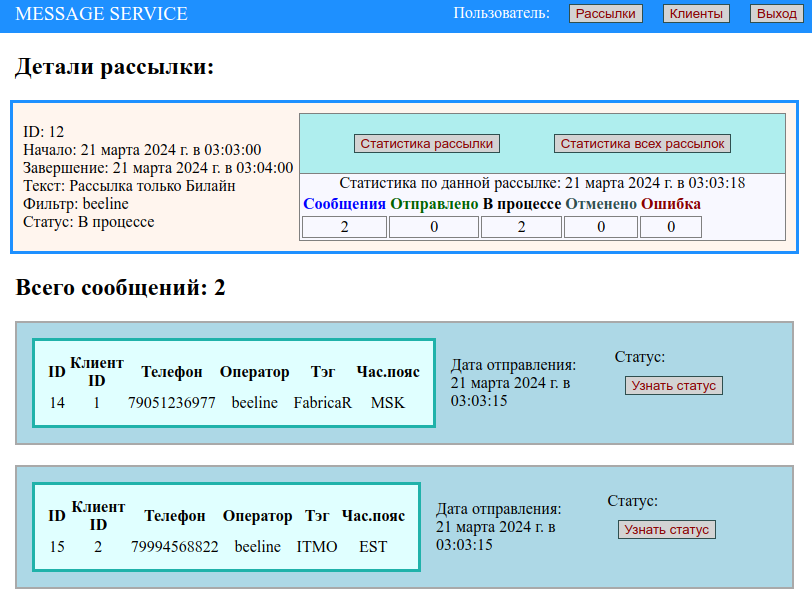 MESSAGE SERVICE Пользователь: Рассылки Клиенты Выход
Детали рассылки:
ID: 12
Начало: 21 марта 2024 г. в 03:03:00
Завершение: 21 марта 2024 г. в 03:04:00
Текст: Рассылка только Билайн
Фильтр: beeline
Статус: В процессе
Статистика рассылки Статистика всех рассылок
Статистика по данной рассылке: 21 марта 2024 г. в 03:03:18
Сообщения Отправлено В процессе Отменено Ошибка
2 0 2 0 0
Всего сообщений: 2
ID Клиент ID Телефон Оператор Тэг Час.пояс
14 1 79051236977 beeline FabricaR MSK
Дата отправления:
21 марта 2024 г. в
03:03:15
Статус:
Узнать статус
ID Клиент ID Телефон Оператор Тэг Час.пояс
15 2 79994568822 beeline ITMO EST
Дата отправления:
21 марта 2024 г. в
03:03:15
Статус:
Узнать статус